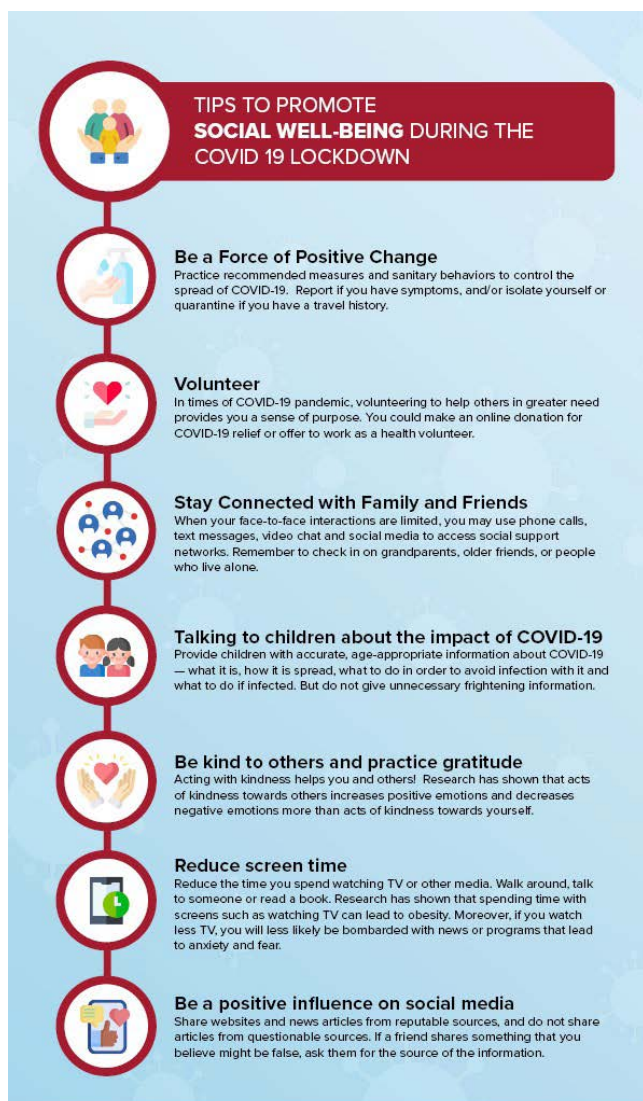 TIPS TO PROMOTE
SOCIAL WELL-BEING DURING THE
COVID 19 LOCKDOWN
Be a Force of Positive Change
Practice recommended measures and sanitary behaviors to control the
spread of COVID-19. Report if you have symptoms, and/or isolate yourself or
quarantine if you have a travel history.
Volunteer
In times of COVID-19 pandemic, volunteering to help others in greater need
provides you a sense of purpose. You could make an online donation for
COVID-19 relief or offer to work as a health volunteer.
Stay Connected with Family and Friends
When your face-to-face interactions are limited, you may use phone calls,
text messages, video chat and social media to access social support
networks. Remember to check in on grandparents, older friends, or people
who live alone.
Talking to children about the impact of COVID-19
Provide children with accurate, age-appropriate information about COVID-19
— what it is, how it is spread, what to do in order to avoid infection with it and
what to do if infected. But do not give unnecessary frightening information.
Be kind to others and practice gratitude
Acting with kindness helps you and others! Research has shown that acts
of kindness towards others increases positive emotions and decreases
negative emotions more than acts of kindness towards yourself.
Reduce screen time
Reduce the time you spend watching TV or other media. Walk around, talk
to someone or read a book. Research has shown that spending time with
screens such as watching TV can lead to obesity. Moreover, if you watch
less TV, you will less likely be bombarded with news or programs that lead
to anxiety and fear.
Be a positive influence on social media
Share websites and news articles from reputable sources, and do not share
articles from questionable sources. If a friend shares something that you
believe might be false, ask them for the source of the information.